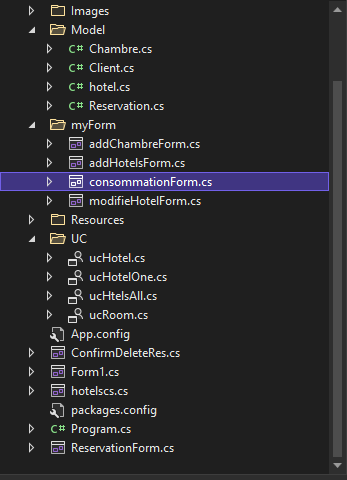 Images
Model
C# Chambre.cs
C# Client.cs
C# hotel.cs
C# Reservation.cs
myForm
addChambreForm.cs
addHotelsForm.cs
consommationForm.cs
modifieHotelForm.cs
Resources
UC
ucHotel.cs
ucHotelOne.cs
ucHtelsAll.cs
ucRoom.cs
App.config
ConfirmDeleteRes.cs
Form1.cs
hotelscs.cs
packages.config
C# Program.cs
ReservationForm.cs